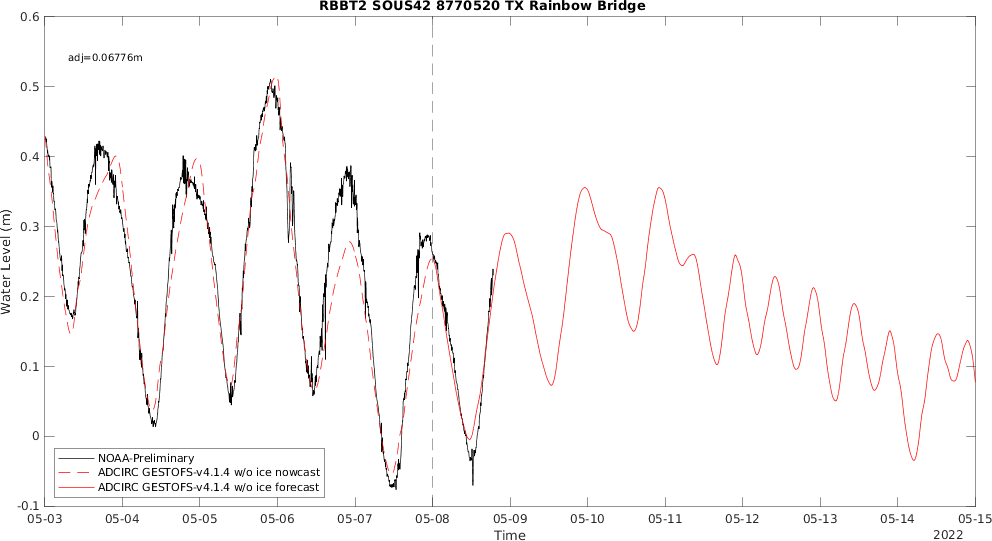 RBBT2 SOUS42 8770520 TX Rainbow Bridge
adj=0.06776m
Water Level (m)
0.6
0.5
0.4
0.3
0.2
0.1
0
-0.1
NOAA-Preliminary
ADCIRC GESTOFS-v4.1.4 w/o ice nowcast
ADCIRC GESTOFS-v4.1.4 w/o ice forecast
05-03 05-04 05-05 05-06 05-07 05-08 05-09 05-10 05-11 05-12 05-13 05-14 05-15
Time
2022